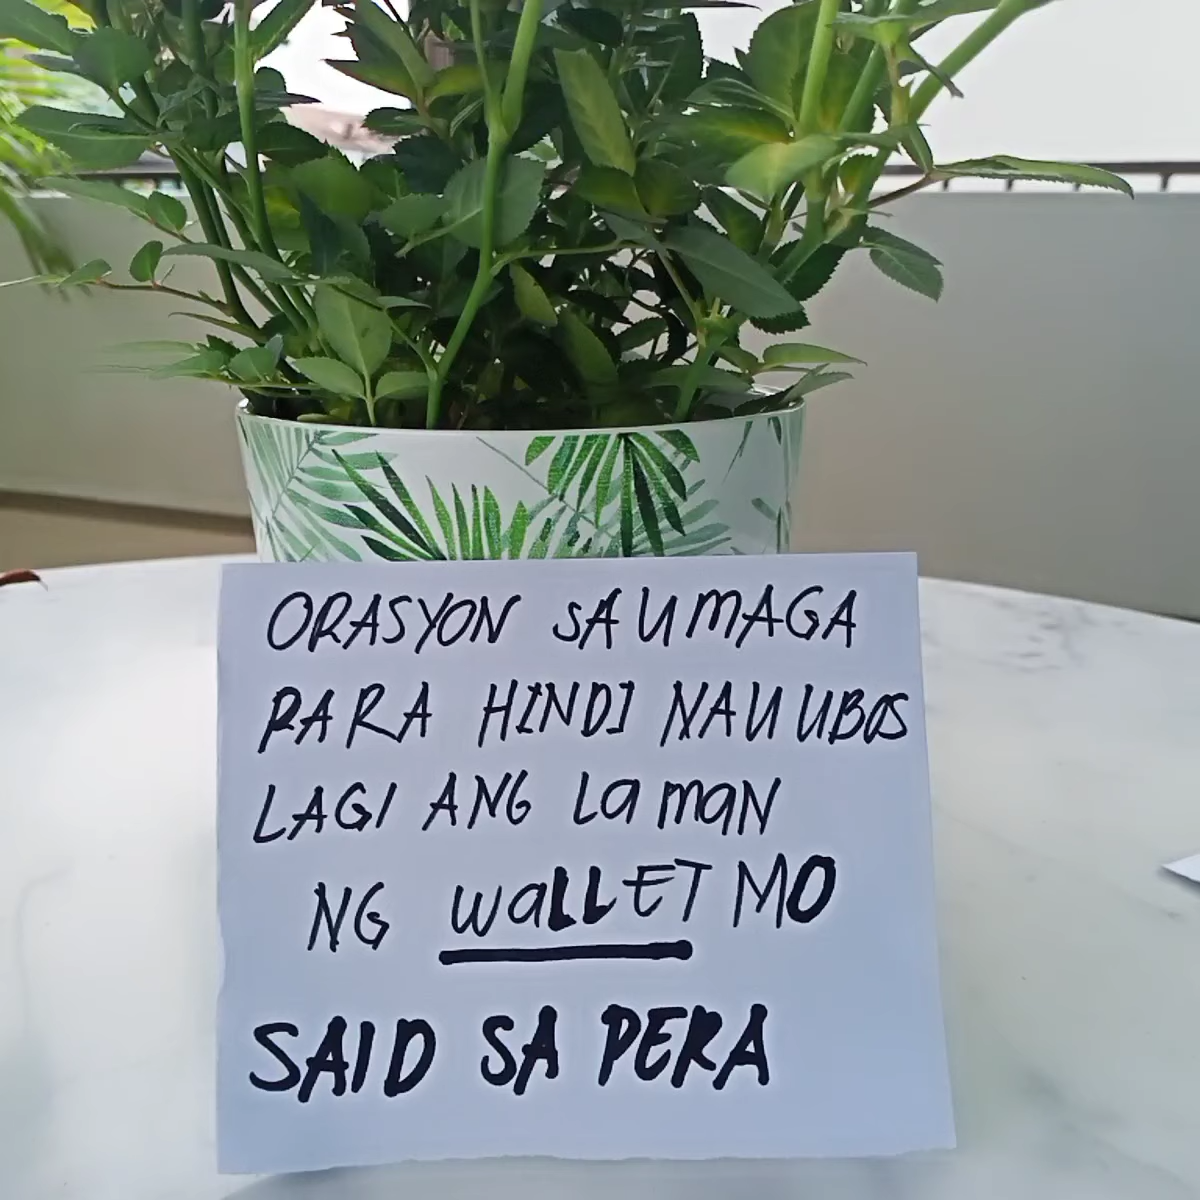 ORASYON SA UMAGA
PARA HINDI NAUUBOS
LAGI ANG LamaN
NG waLLET MO
SAID SA PERA